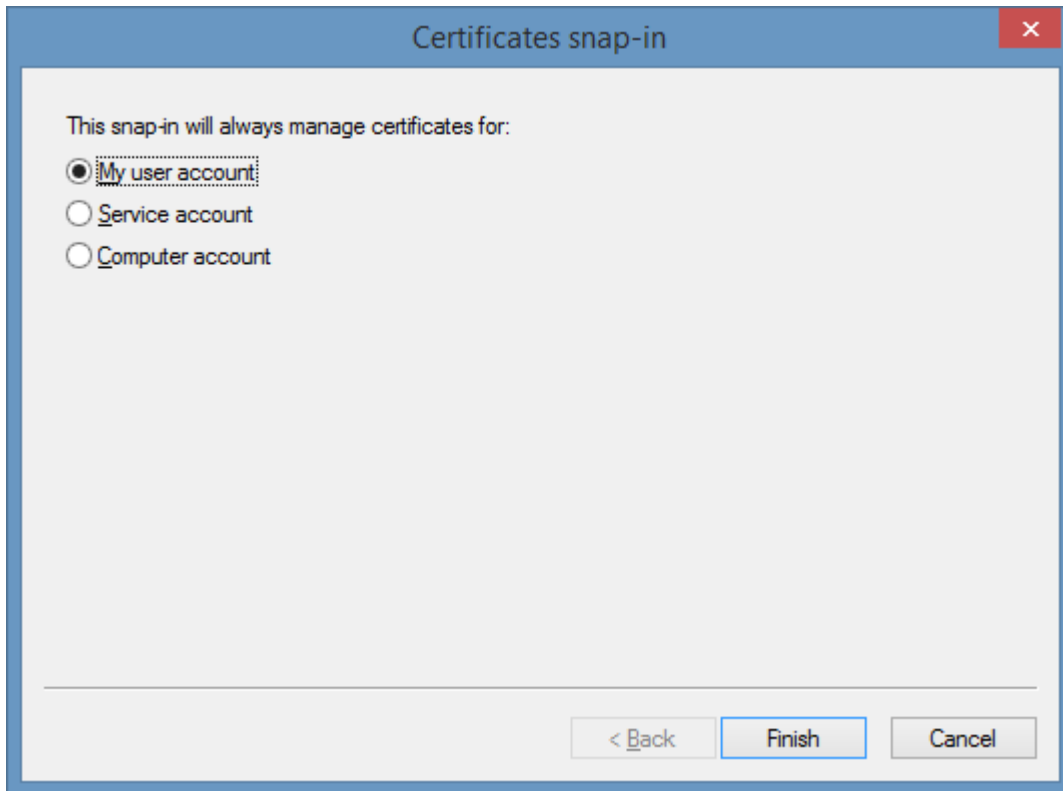 Certificates snap-in
This snap-in will always manage certificates for:
My user account
Service account
Computer account
< Back
Finish
Cancel